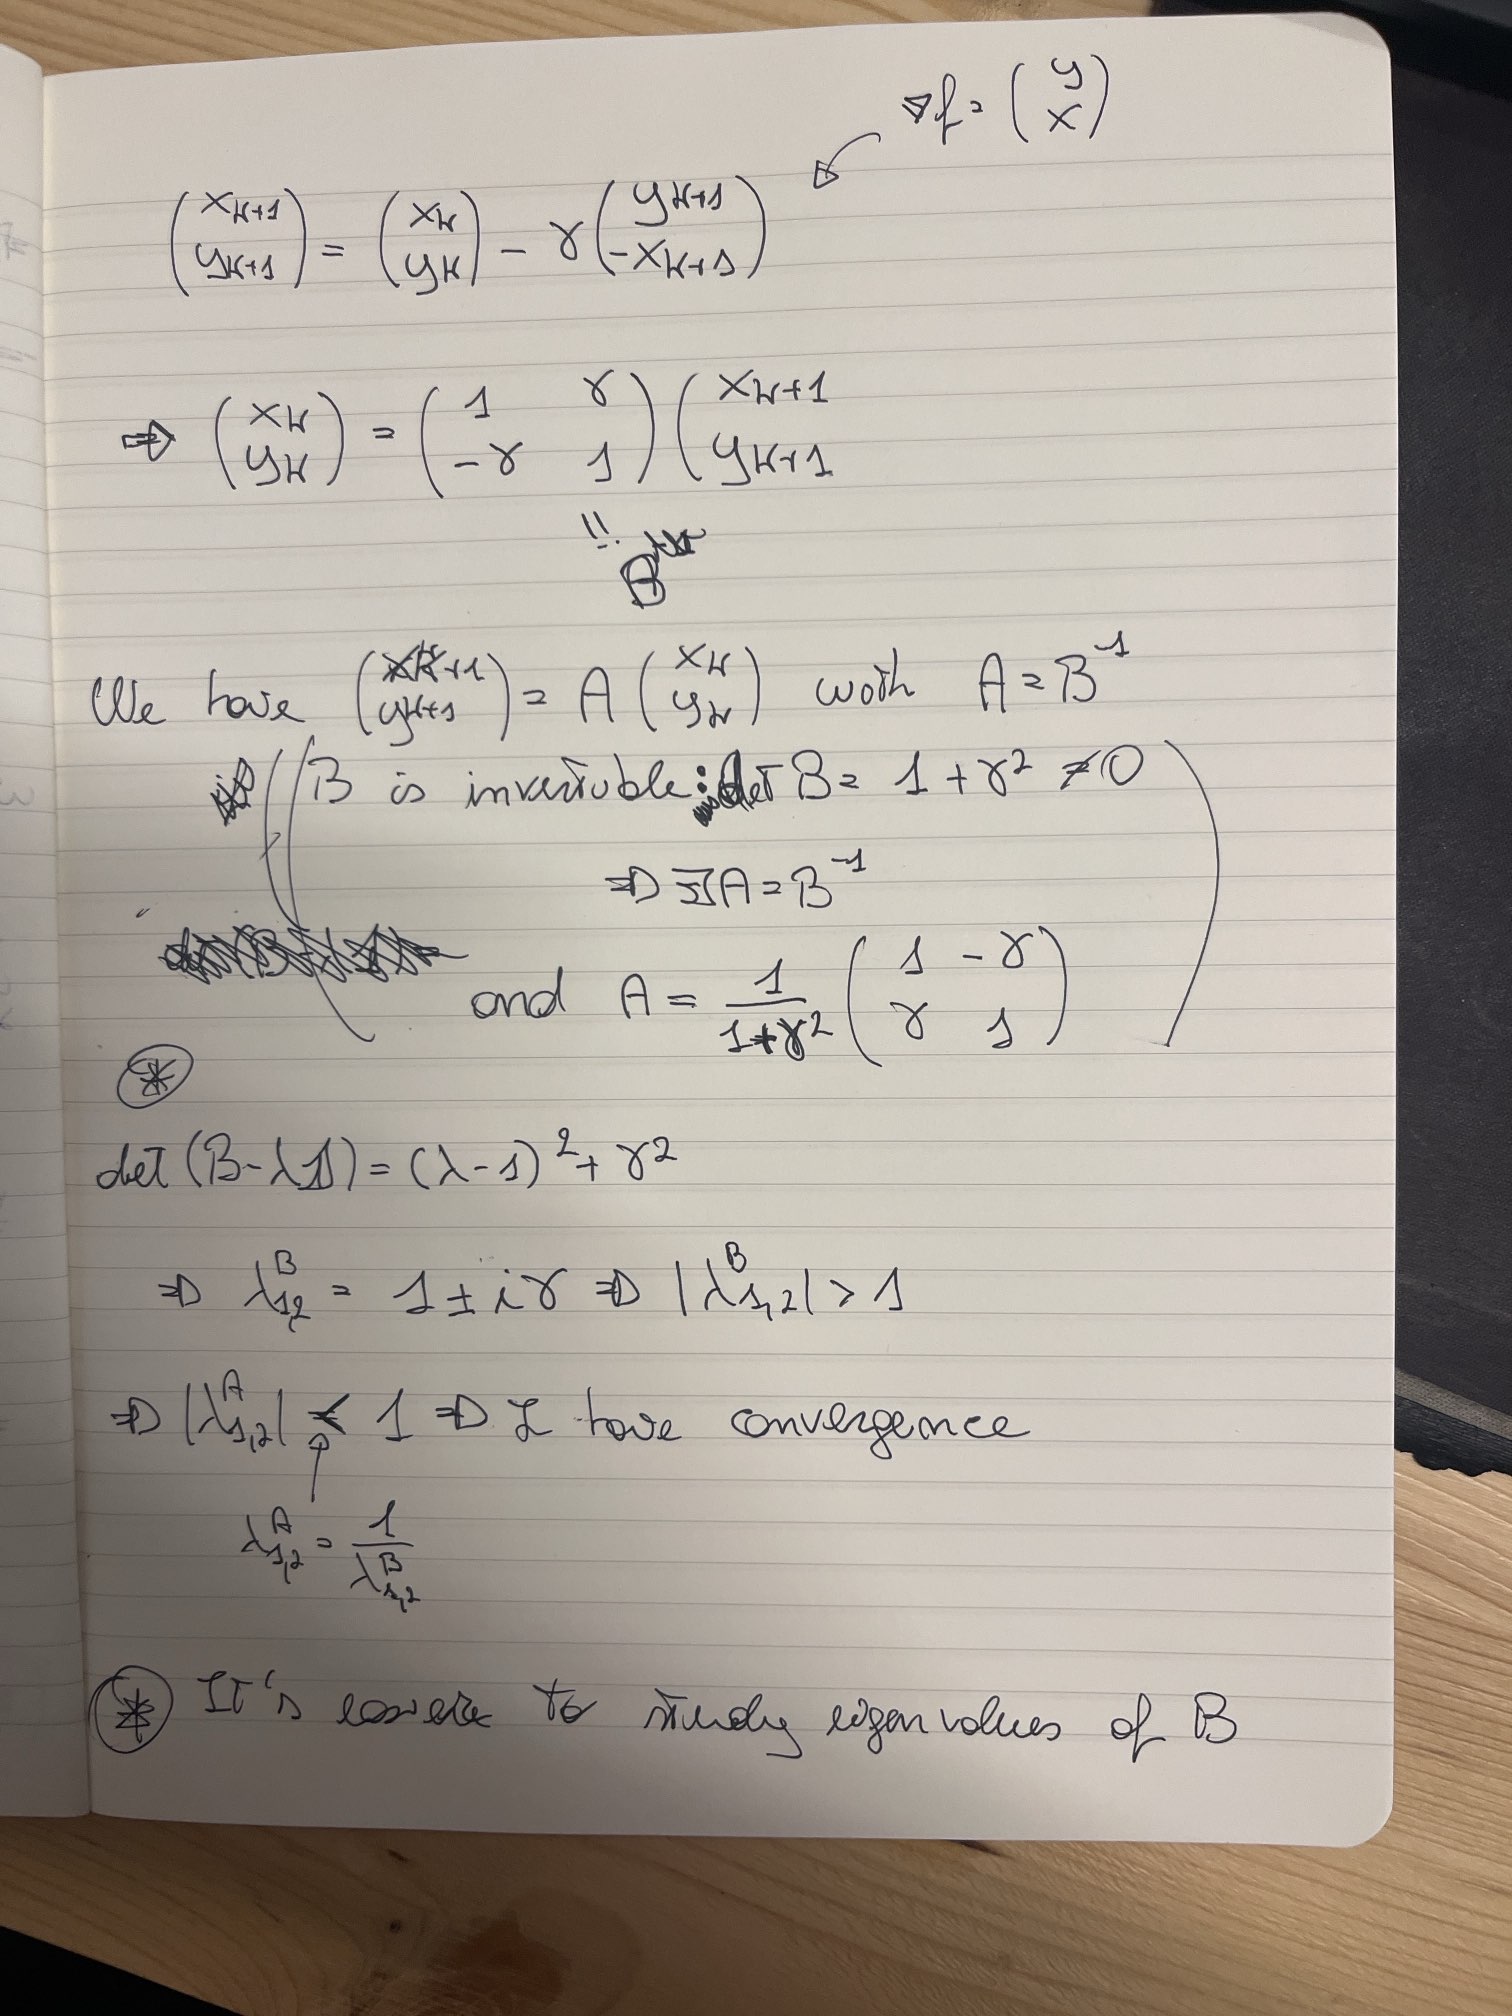 ∇f = (y x)
(x_{k+1} y_{k+1}) = (x_k y_k) - γ (y_{k+1} -x_{k+1})
⇒ (x_k y_k) = (1 γ -γ 1) (x_{k+1} y_{k+1}
!!
B
We have (x_{k+1} y_{k+1}) = A (x_k y_k) with A = B^{-1}
(B is invertible: det B = 1 + γ² ≠ 0
⇒ ∃ A = B^{-1}
and A = 1/(1+γ²) (1 -γ γ 1))
⊛
det (B - λ𝟙) = (λ - 1)² + γ²
⇒ λ^B_{1,2} = 1 ± iγ ⇒ |λ^B_{1,2}| > 1
⇒ |λ^A_{1,2}| < 1 ⇒ I have convergence
λ^A_{1,2} = 1/λ^B_{1,2}
⊛ It's to study eigenvalues of B